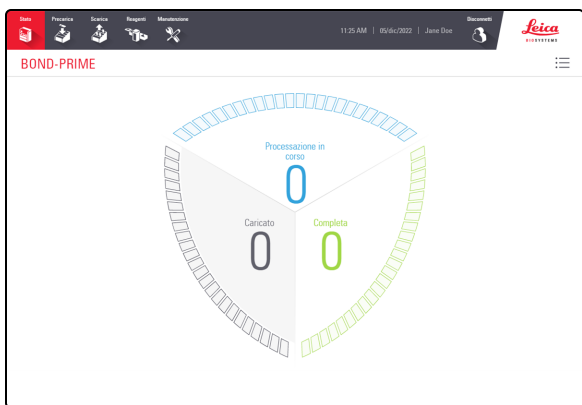 Stato Precarica Scarica Reagenti Manutenzione
11:25 AM | 05/dic/2022 | Jane Doe
Disconnetti
Leica
BIOSYSTEMS
BOND-PRIME
Processazione in
corso
0
Caricato
0
Completa
0